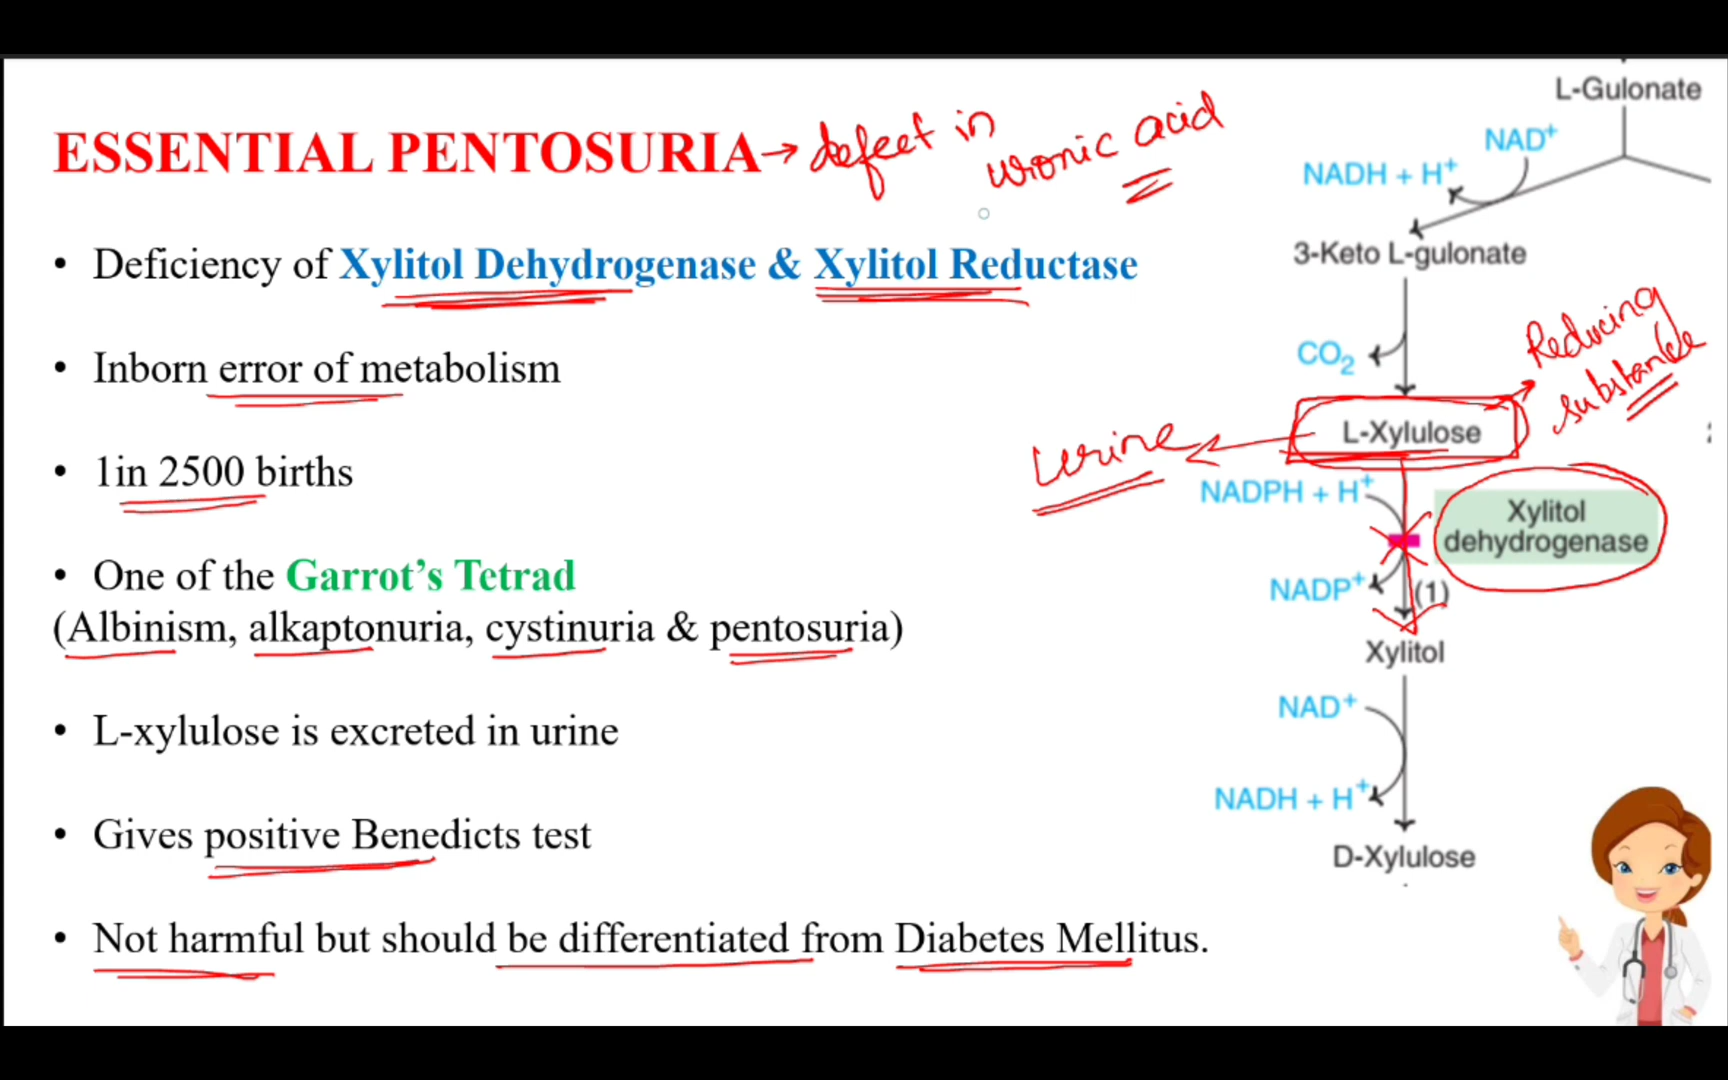 ESSENTIAL PENTOSURIA → defect in
uronic acid
• Deficiency of Xylitol Dehydrogenase & Xylitol Reductase
• Inborn error of metabolism
• 1in 2500 births
• One of the Garrot’s Tetrad
(Albinism, alkaptonuria, cystinuria & pentosuria)
• L-xylulose is excreted in urine
• Gives positive Benedicts test
• Not harmful but should be differentiated from Diabetes Mellitus.
L-Gulonate
NAD⁺
NADH + H⁺
3-Keto L-gulonate
CO₂
Reducing
substance
L-Xylulose
Urine
NADPH + H⁺
Xylitol
dehydrogenase
NADP⁺
(1)
Xylitol
NAD⁺
NADH + H⁺
D-Xylulose